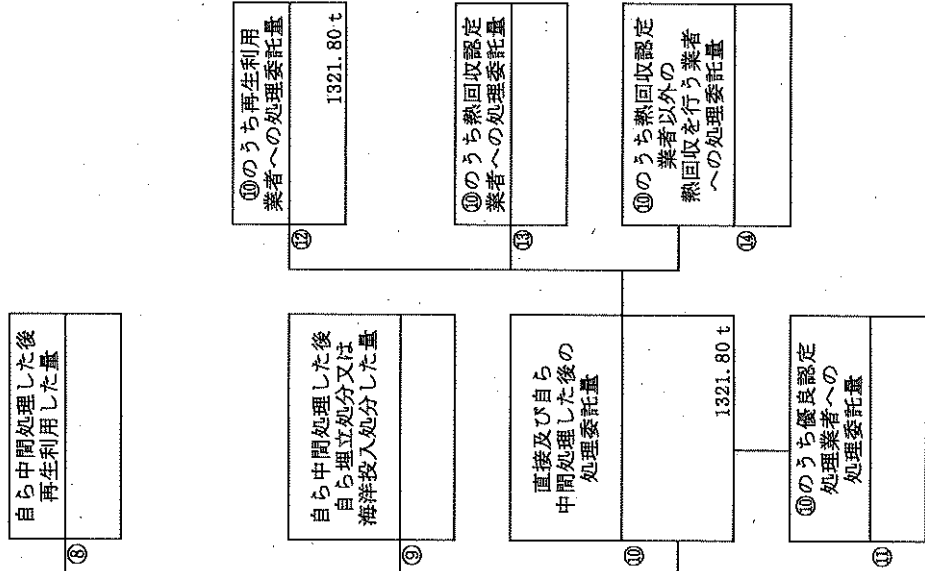 自ら中間処理した後
再生利用した量
⑧
自ら中間処理した後
自ら埋立処分又は
海洋投入処分した量
⑨
直接及び自ら
中間処理した後の
処理委託量
1321.80 t
⑩
⑩のうち優良認定
処理業者への
処理委託量
⑪
⑩のうち再生利用
業者への処理委託量
1321.80 t
⑫
⑩のうち熱回収認定
業者への処理委託量
⑬
⑩のうち熱回収認定
業者以外の
熱回収を行う業者
への処理委託量
⑭